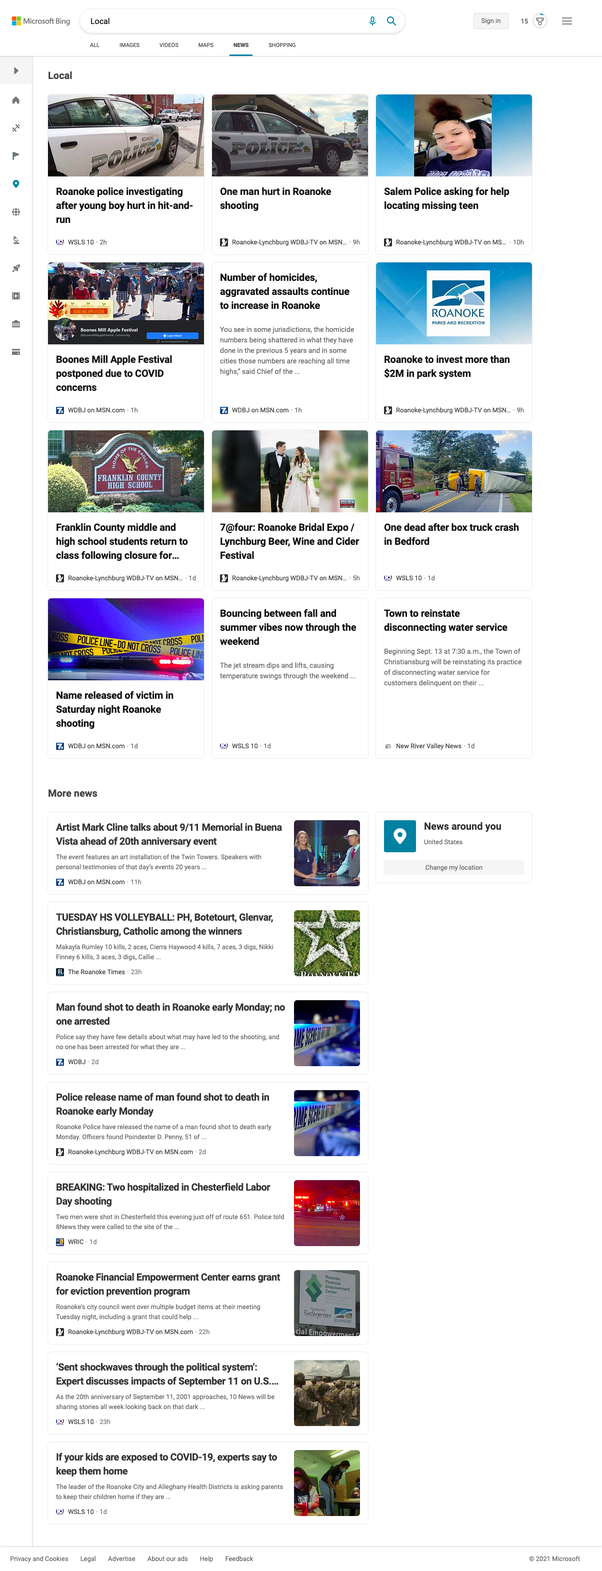 Microsoft Bing
Local
Sign in
15
ALL
IMAGES
VIDEOS
MAPS
NEWS
SHOPPING
Local
POLICE
Roanoke police investigating
after young boy hurt in hit-and-
run
WSLS 10 · 2h
POLICE
One man hurt in Roanoke
shooting
Roanoke-Lynchburg WDBJ-TV on MSN... · 9h
Salem Police asking for help
locating missing teen
Roanoke-Lynchburg WDBJ-TV on MS... · 10h
Boones Mill Apple Festival
Boones Mill Apple Festival
postponed due to COVID
concerns
WDBJ on MSN.com · 1h
Number of homicides,
aggravated assaults continue
to increase in Roanoke
You see in some jurisdictions, the homicide
numbers being shattered in what they have
done in the previous 5 years and in some
cities those numbers are reaching all time
highs," said Chief of the ...
WDBJ on MSN.com · 1h
ROANOKE
PARKS AND RECREATION
Roanoke to invest more than
$2M in park system
Roanoke-Lynchburg WDBJ-TV on MSN... · 9h
HOME OF THE EAGLES
FRANKLIN COUNTY
HIGH SCHOOL
Franklin County middle and
high school students return to
class following closure for...
Roanoke-Lynchburg WDBJ-TV on MSN... · 1d
7@four: Roanoke Bridal Expo /
Lynchburg Beer, Wine and Cider
Festival
Roanoke-Lynchburg WDBJ-TV on MSN... · 5h
One dead after box truck crash
in Bedford
WSLS 10 · 1d
CROSS POLICE LINE-DO NOT CROSS POLI
Name released of victim in
Saturday night Roanoke
shooting
WDBJ on MSN.com · 1d
Bouncing between fall and
summer vibes now through the
weekend
The jet stream dips and lifts, causing
temperature swings through the weekend ...
WSLS 10 · 1d
Town to reinstate
disconnecting water service
Beginning Sept. 13 at 7:30 a.m., the Town of
Christiansburg will be reinstating its practice
of disconnecting water service for
customers delinquent on their ...
New River Valley News · 1d
More news
Artist Mark Cline talks about 9/11 Memorial in Buena
Vista ahead of 20th anniversary event
The event features an art installation of the Twin Towers. Speakers with
personal testimonies of that day's events 20 years ...
WDBJ on MSN.com · 11h
News around you
United States
Change my location
TUESDAY HS VOLLEYBALL: PH, Botetourt, Glenvar,
Christiansburg, Catholic among the winners
Makayla Rumley 10 kills, 2 aces, Cierra Haywood 4 kills, 7 aces, 3 digs, Nikki
Finney 6 kills, 3 aces, 3 digs, Callie ...
The Roanoke Times · 23h
Man found shot to death in Roanoke early Monday; no
one arrested
Police say they have few details about what may have led to the shooting, and
no one has been arrested for what they are ...
WDBJ · 2d
Police release name of man found shot to death in
Roanoke early Monday
Roanoke Police have released the name of a man found shot to death early
Monday. Officers found Poindexter D. Penny, 51 of ...
Roanoke-Lynchburg WDBJ-TV on MSN.com · 2d
BREAKING: Two hospitalized in Chesterfield Labor
Day shooting
Two men were shot in Chesterfield this evening just off of route 651. Police told
8News they were called to the site of the ...
WRIC · 1d
Roanoke Financial Empowerment Center earns grant
for eviction prevention program
Roanoke's city council went over multiple budget items at their meeting
Tuesday night, including a grant that could help ...
Roanoke-Lynchburg WDBJ-TV on MSN.com · 22h
'Sent shockwaves through the political system':
Expert discusses impacts of September 11 on U.S....
As the 20th anniversary of September 11, 2001 approaches, 10 News will be
sharing stories all week looking back on that dark ...
WSLS 10 · 23h
If your kids are exposed to COVID-19, experts say to
keep them home
The leader of the Roanoke City and Alleghany Health Districts is asking parents
to keep their children home if they are ...
WSLS 10 · 1d
Privacy and Cookies
Legal
Advertise
About our ads
Help
Feedback
© 2021 Microsoft